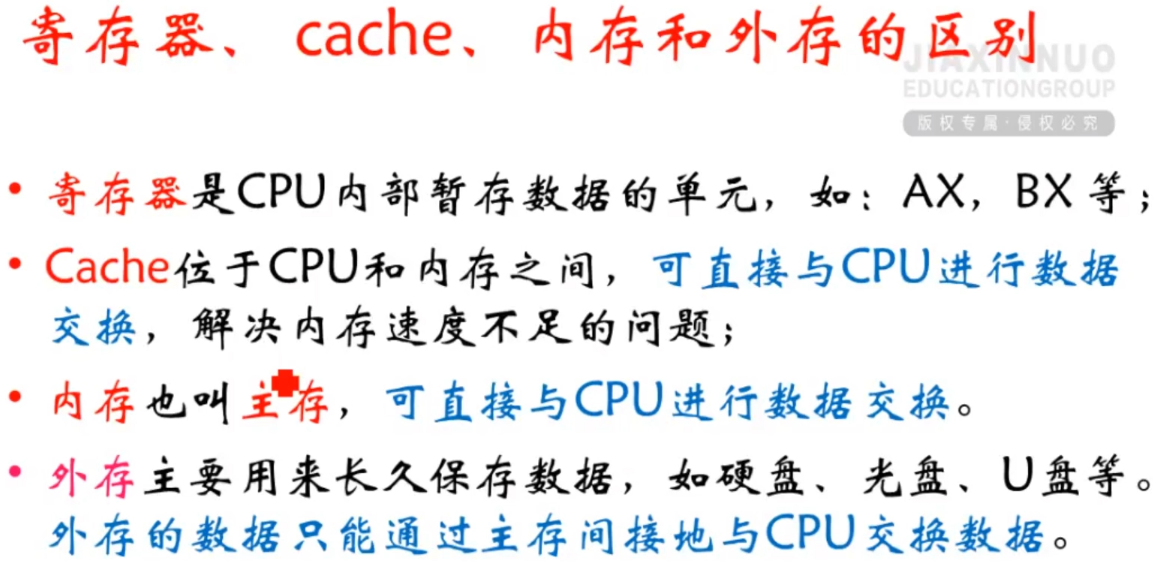 寄存器、 cache、内存和外存的区别
JIAXINNUO
EDUCATIONGROUP
版权专属·侵权必究
• 寄存器是CPU内部暂存数据的单元，如：AX，BX 等；
• Cache位于CPU和内存之间，可直接与CPU进行数据
交换，解决内存速度不足的问题；
• 内存也叫主存，可直接与CPU进行数据交换。
• 外存主要用来长久保存数据，如硬盘、光盘、U盘等。
外存的数据只能通过主存间接地与CPU交换数据。